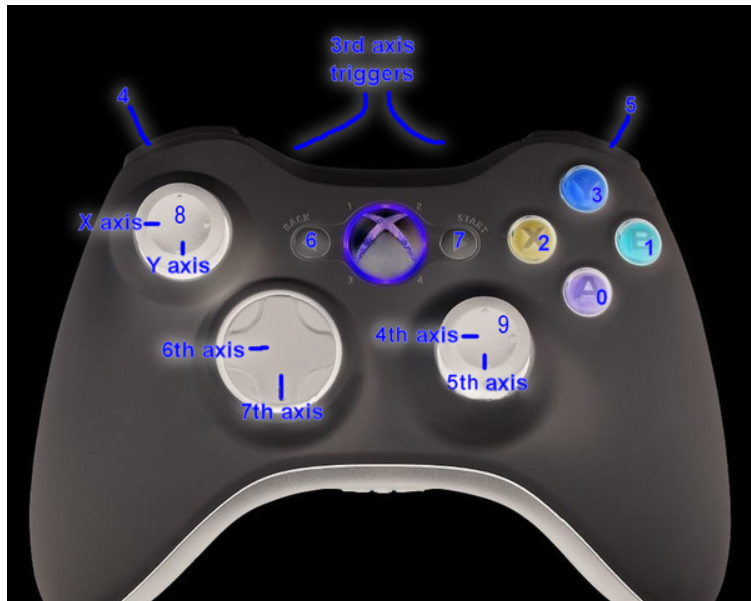 3rd axis
triggers
4
5
Y
3
1
2
8
X axis
BACK
6
START
7
X
2
B
1
Y axis
A
0
3
4
4th axis
9
6th axis
5th axis
7th axis